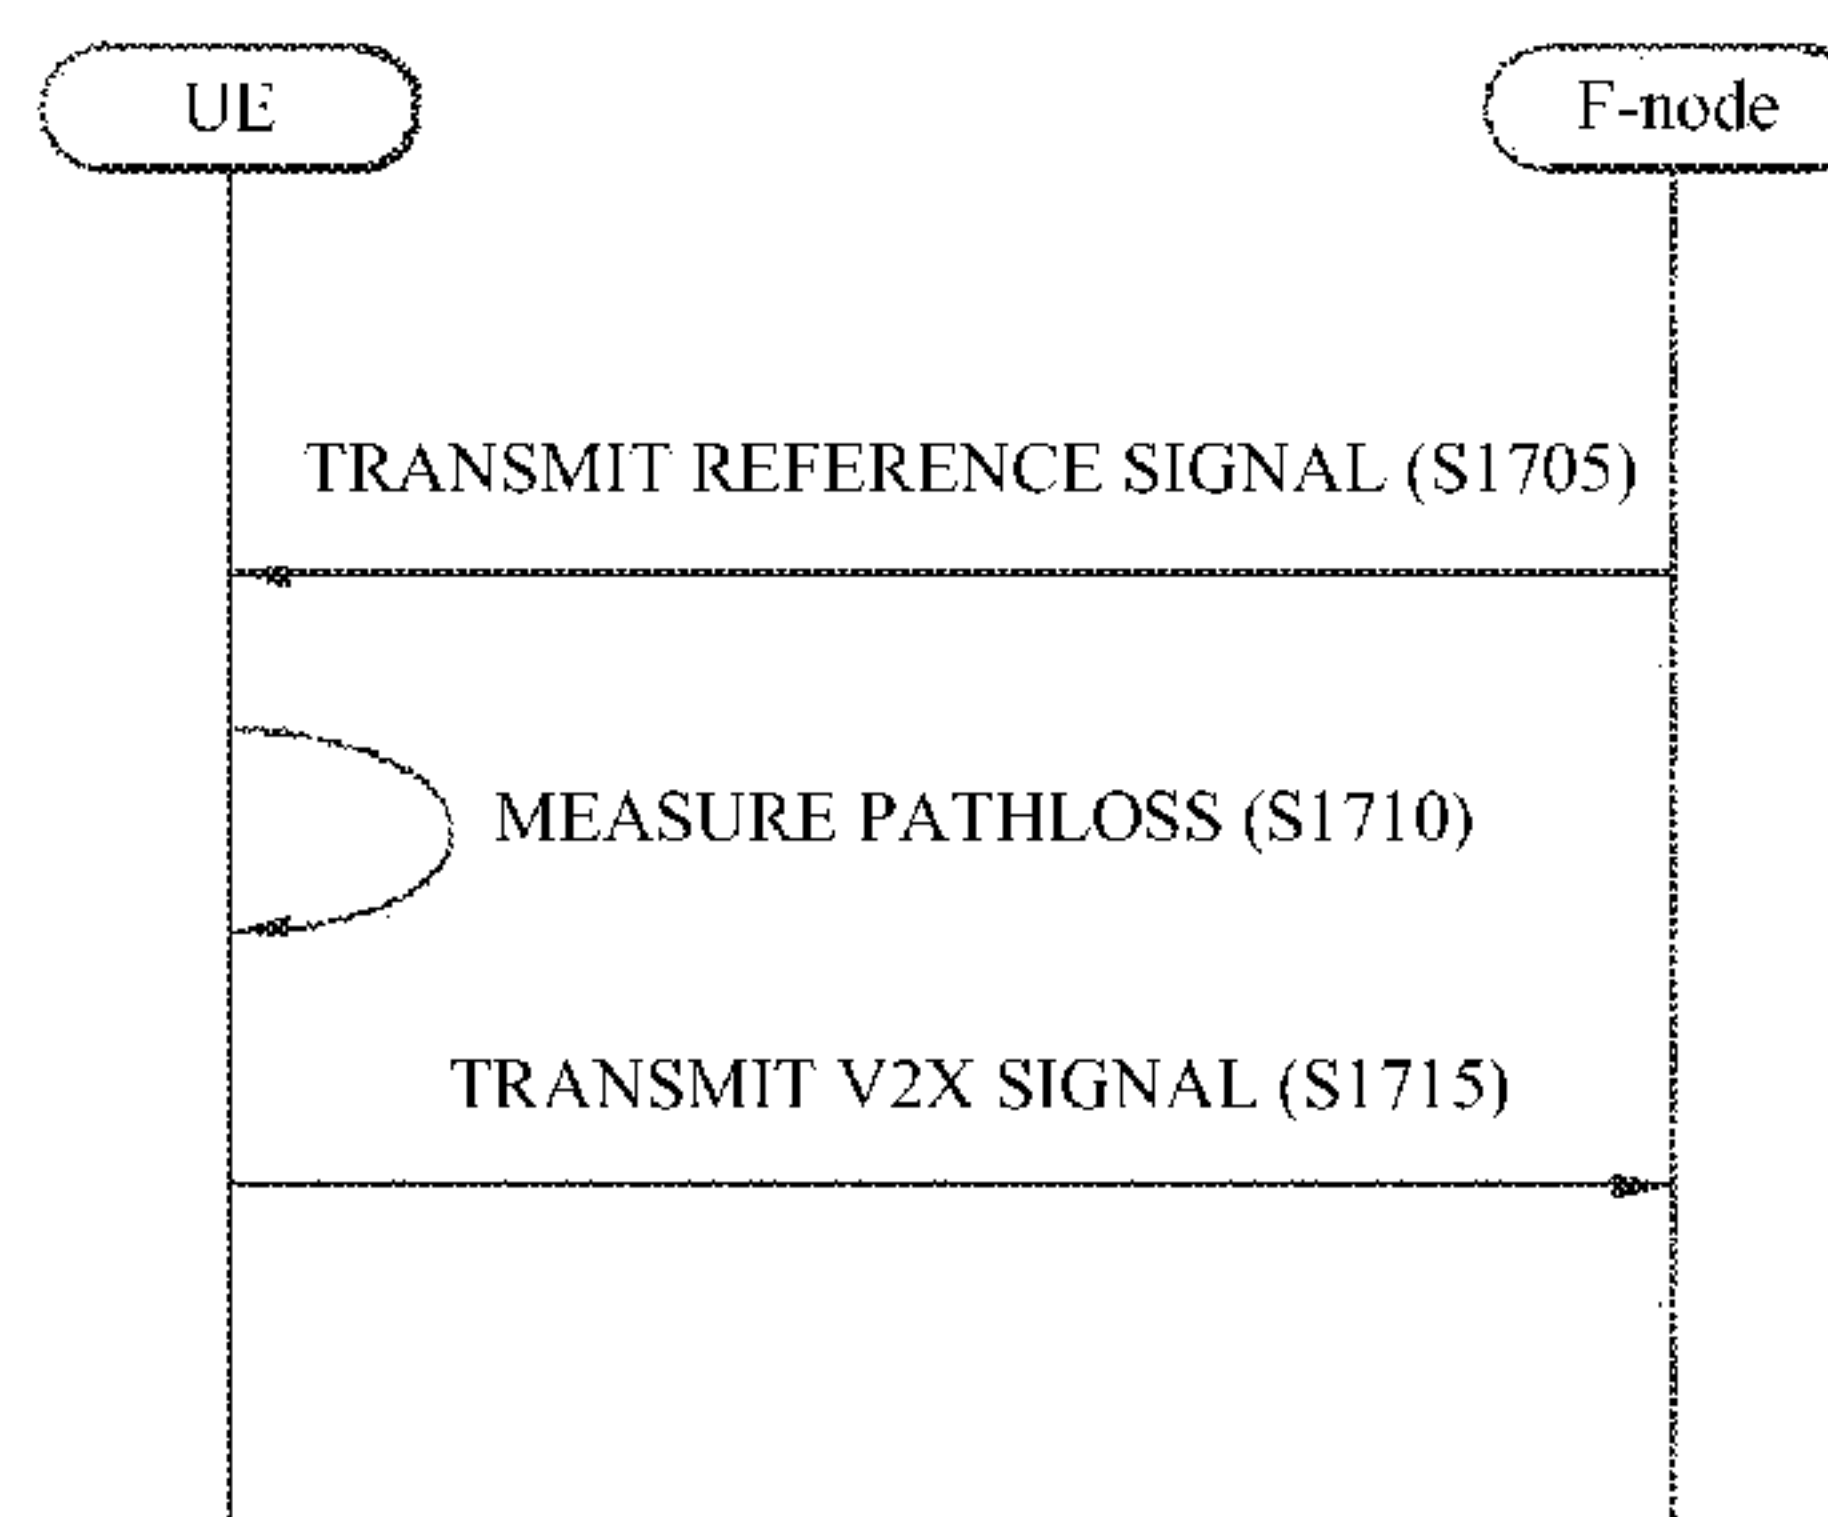 UE
F-node
TRANSMIT REFERENCE SIGNAL (S1705)
MEASURE PATHLOSS (S1710)
TRANSMIT V2X SIGNAL (S1715)